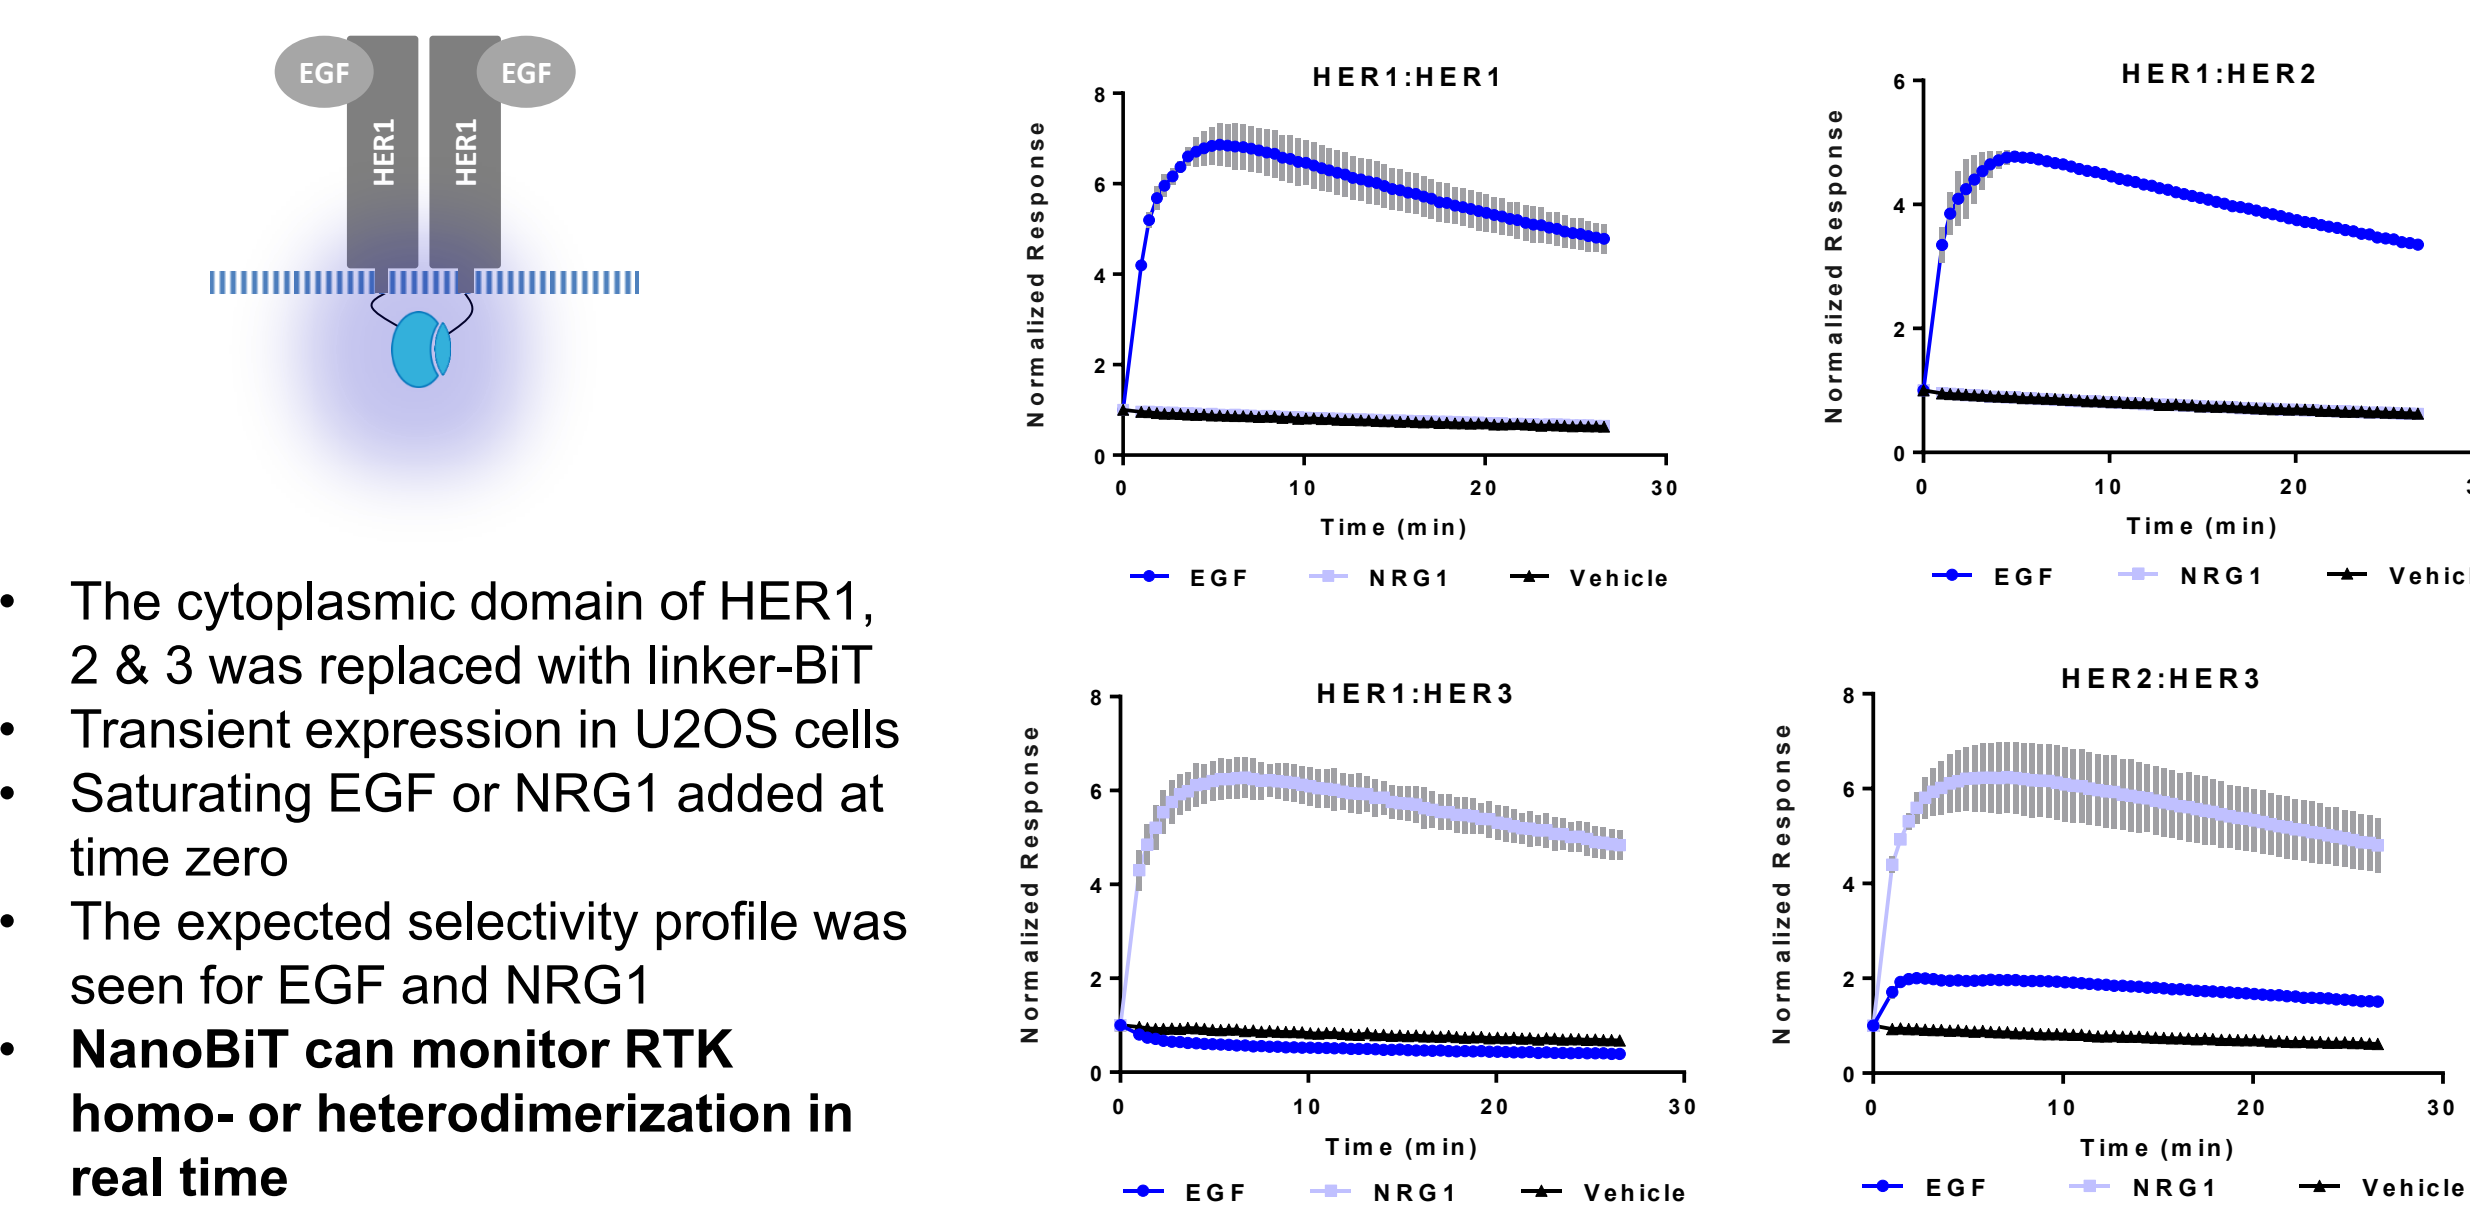 EGF
EGF
HER1
HER1
• The cytoplasmic domain of HER1,
2 & 3 was replaced with linker-BiT
• Transient expression in U2OS cells
• Saturating EGF or NRG1 added at
time zero
• The expected selectivity profile was
seen for EGF and NRG1
• NanoBiT can monitor RTK
homo- or heterodimerization in
real time
HER1:HER1
Normalized Response
8
6
4
2
0
0 10 20 30
Time (min)
EGF NRG1 Vehicle
HER1:HER2
Normalized Response
6
4
2
0
0 10 20
Time (min)
EGF NRG1 Vehicl
HER1:HER3
Normalized Response
8
6
4
2
0
0 10 20 30
Time (min)
EGF NRG1 Vehicle
HER2:HER3
Normalized Response
8
6
4
2
0
0 10 20 30
Time (min)
EGF NRG1 Vehicle